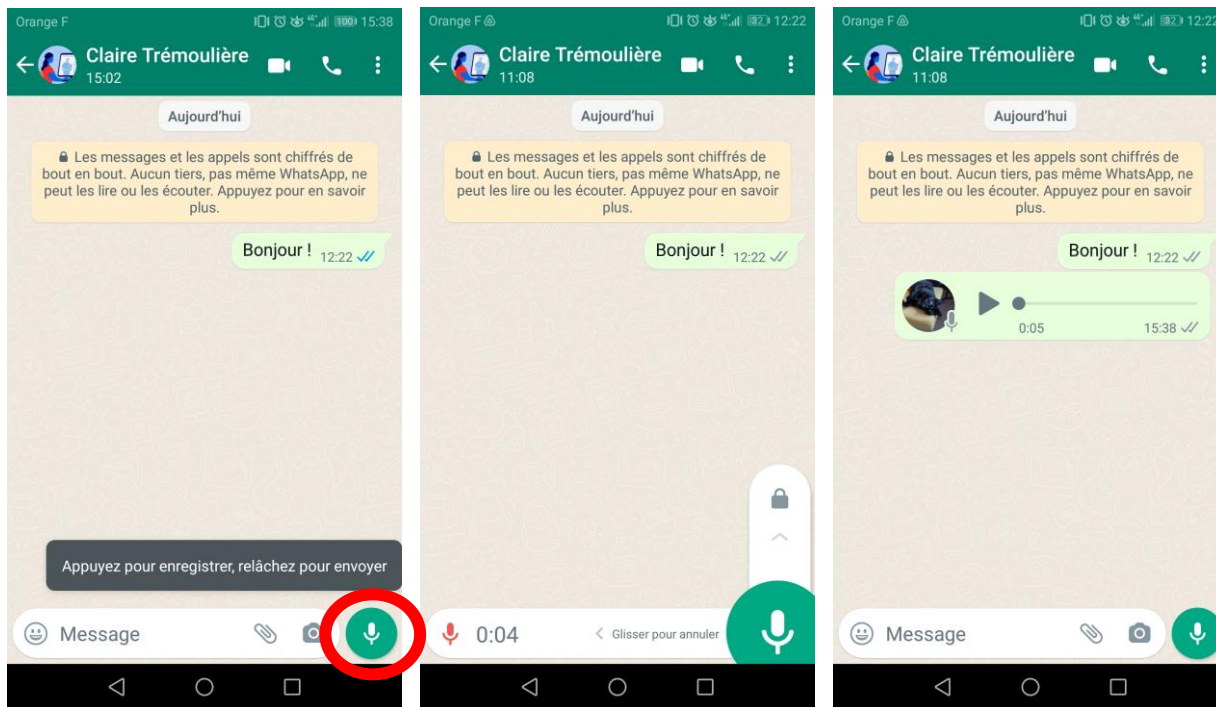 Orange F
100 15:38
Claire Trémoulière
15:02
Aujourd'hui
Les messages et les appels sont chiffrés de
bout en bout. Aucun tiers, pas même WhatsApp, ne
peut les lire ou les écouter. Appuyez pour en savoir
plus.
Bonjour ! 12:22
Appuyez pour enregistrer, relâchez pour envoyer
Message
Orange F
32 12:22
Claire Trémoulière
11:08
Aujourd'hui
Les messages et les appels sont chiffrés de
bout en bout. Aucun tiers, pas même WhatsApp, ne
peut les lire ou les écouter. Appuyez pour en savoir
plus.
Bonjour ! 12:22
0:04 Glisser pour annuler
Orange F
32 12:22
Claire Trémoulière
11:08
Aujourd'hui
Les messages et les appels sont chiffrés de
bout en bout. Aucun tiers, pas même WhatsApp, ne
peut les lire ou les écouter. Appuyez pour en savoir
plus.
Bonjour ! 12:22
0:05 15:38
Message